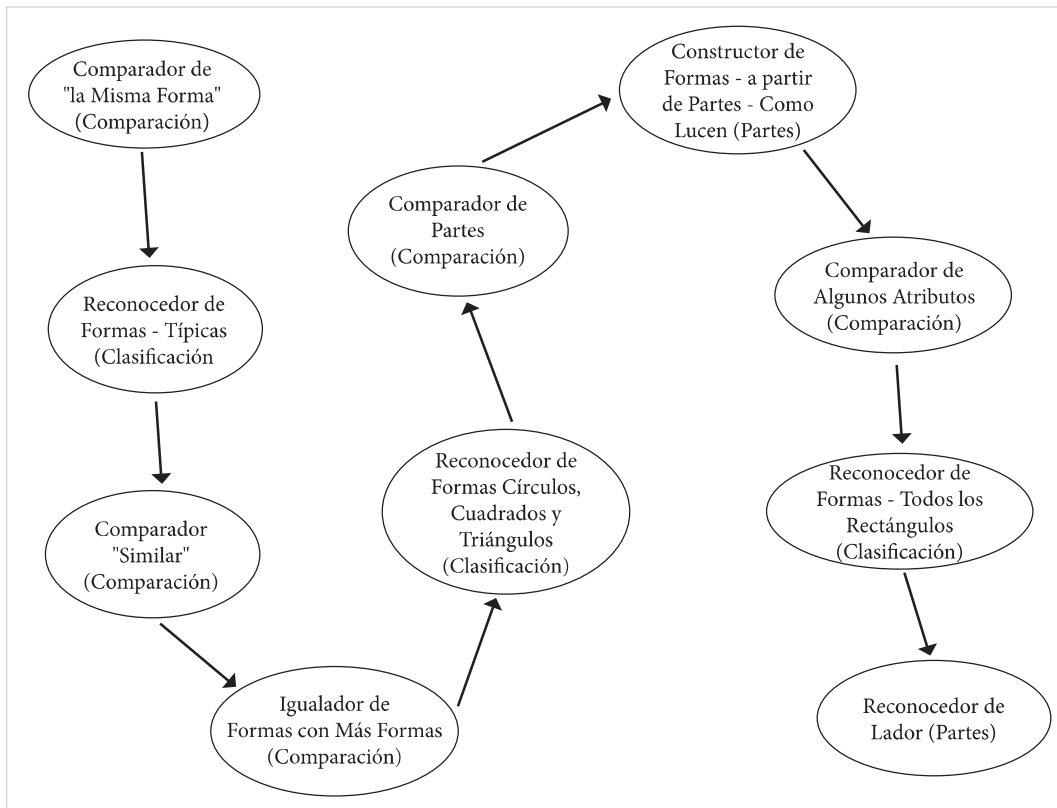 Comparador de
"la Misma Forma"
(Comparación)
Reconocedor de
Formas - Típicas
(Clasificación
Comparador
"Similar"
(Comparación)
Igualador de
Formas con Más Formas
(Comparación)
Reconocedor de
Formas Círculos,
Cuadrados y
Triángulos
(Clasificación)
Comparador de
Partes
(Comparación)
Constructor de
Formas - a partir
de Partes - Como
Lucen (Partes)
Comparador de
Algunos Atributos
(Comparación)
Reconocedor de
Formas - Todos los
Rectángulos
(Clasificación)
Reconocedor de
Lador (Partes)